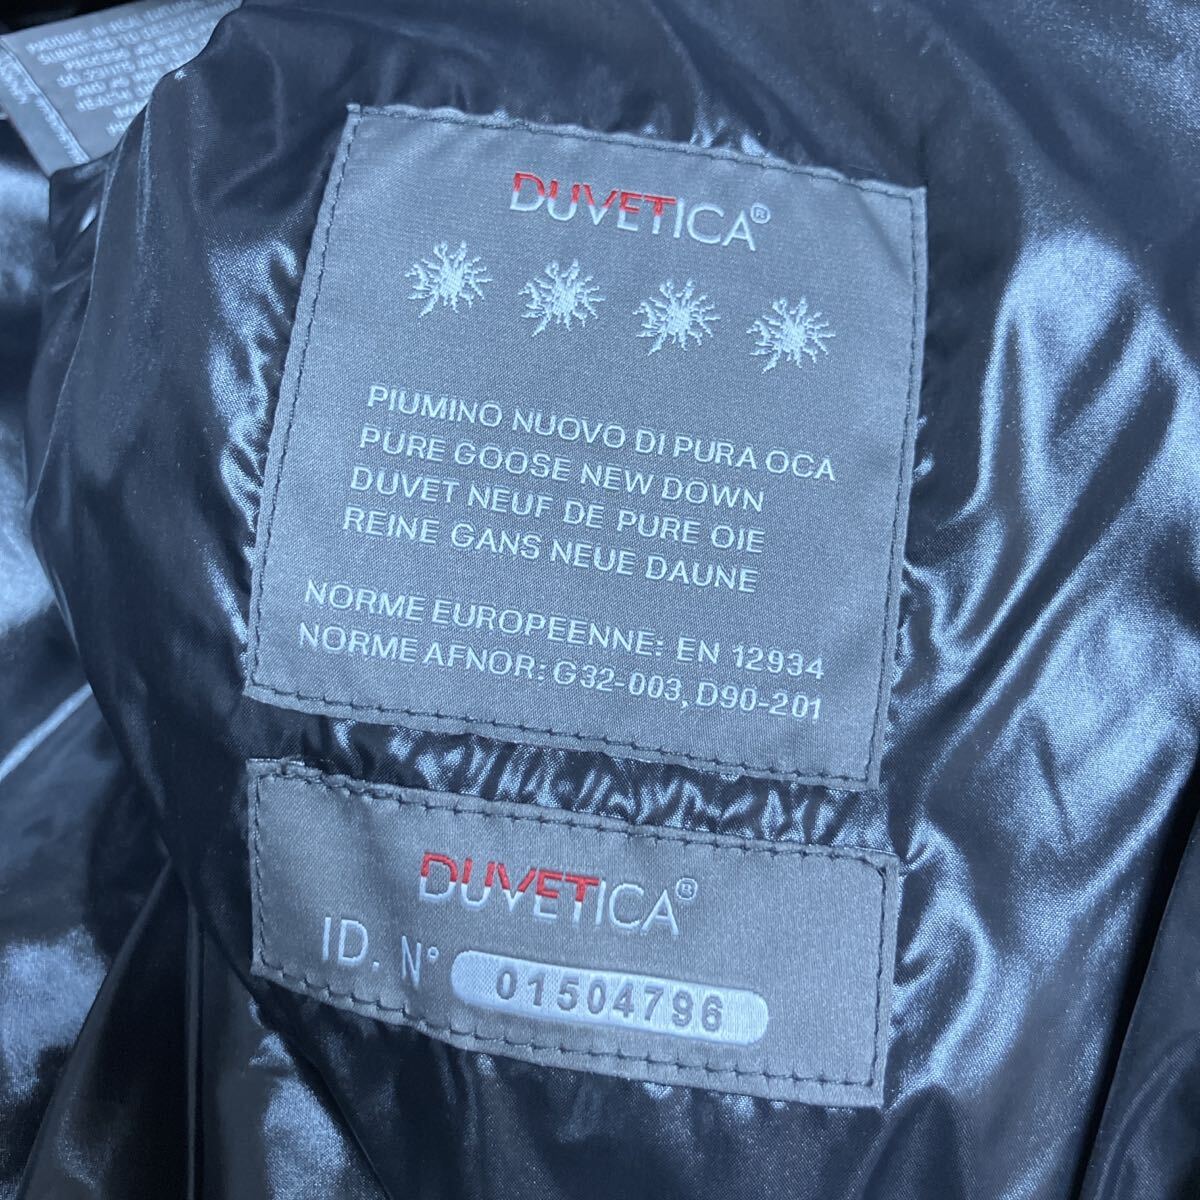 DUVETICA®
PIUMINO NUOVO DI PURA OCA
PURE GOOSE NEW DOWN
DUVET NEUF DE PURE OIE
REINE GANS NEUE DAUNE
NORME EUROPEENNE: EN 12934
NORME AFNOR: G32-003, D90-201
DUVETICA®
ID. N° 01504796